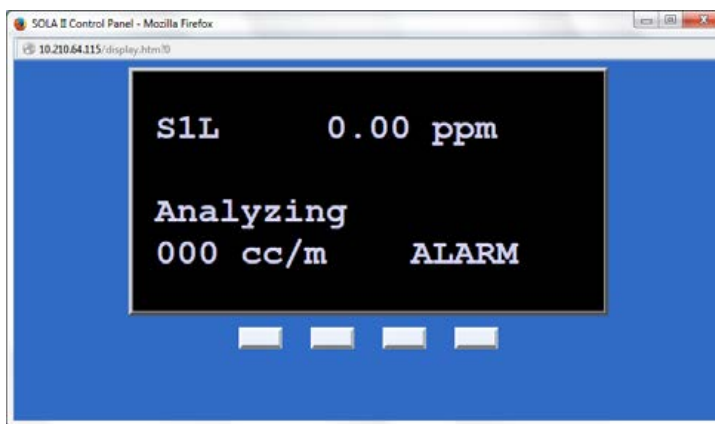 SOLA II Control Panel - Mozilla Firefox
10.210.64.115/display.htm?0
S1L 0.00 ppm
Analyzing
000 cc/m ALARM